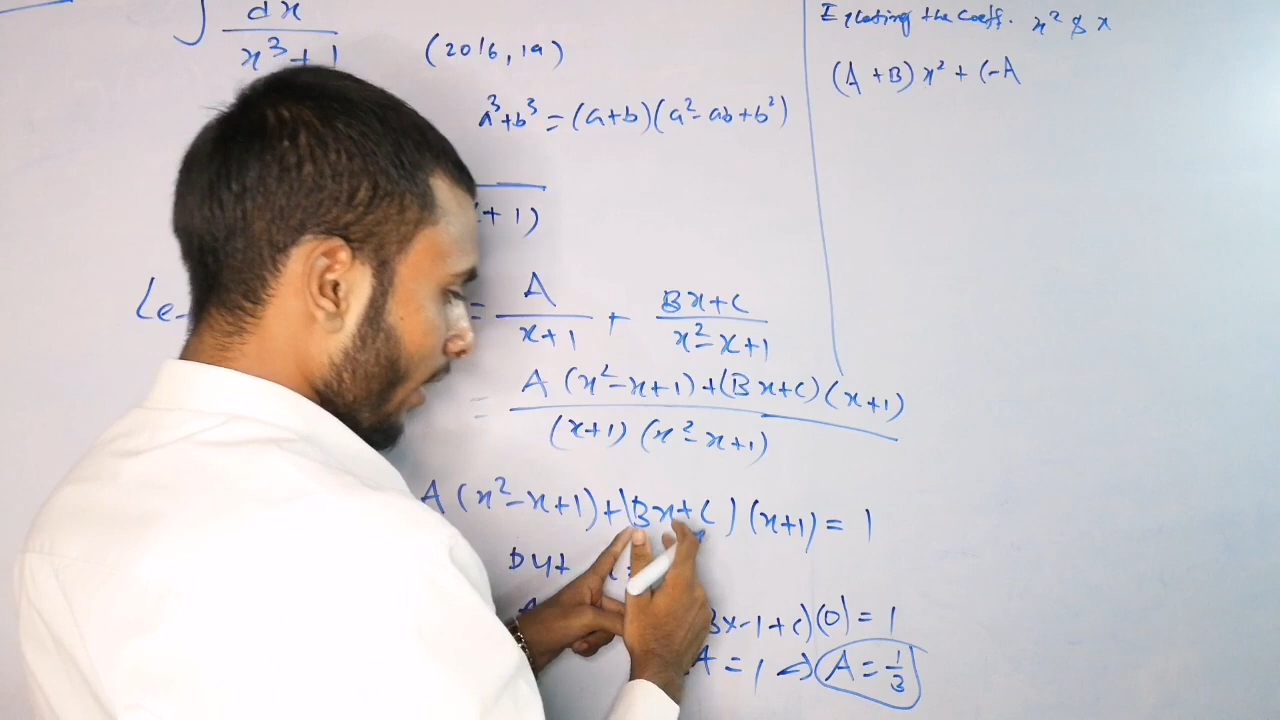 ∫ dx
x³ + 1
(2016, 19)
a³+b³ = (a+b)(a²-ab+b²)
+ 1)
= A / x+1 + Bx+C / x²-x+1
= A (x²-x+1)+(Bx+C)(x+1)
(x+1) (x²-x+1)
A (x²-x+1)+(Bx+C)(x+1) = 1
put
Bx-1+c)(0) = 1
A = 1 => A = 1/3
Equating the coeff. x² & x
(A+B)x² + (-A